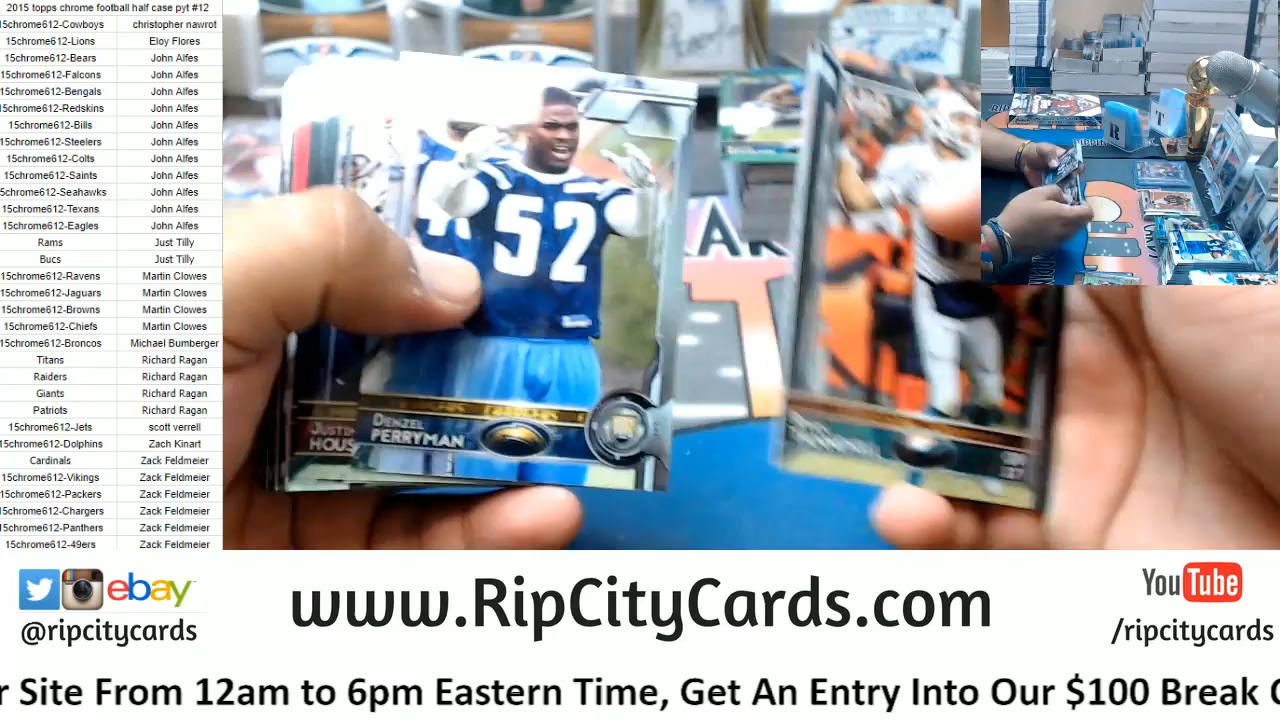 2015 topps chrome football half case pyt #12
15chrome612-Cowboys christopher nawrot
15chrome612-Lions Eloy Flores
15chrome612-Bears John Alfes
15chrome612-Falcons John Alfes
15chrome612-Bengals John Alfes
15chrome612-Redskins John Alfes
15chrome612-Bills John Alfes
15chrome612-Steelers John Alfes
15chrome612-Colts John Alfes
15chrome612-Saints John Alfes
5chrome612-Seahawks John Alfes
15chrome612-Texans John Alfes
15chrome612-Eagles John Alfes
Rams Just Tilly
Bucs Just Tilly
15chrome612-Ravens Martin Clowes
15chrome612-Jaguars Martin Clowes
15chrome612-Browns Martin Clowes
15chrome612-Chiefs Martin Clowes
15chrome612-Broncos Michael Bumberger
Titans Richard Ragan
Raiders Richard Ragan
Giants Richard Ragan
Patriots Richard Ragan
15chrome612-Jets scott verrell
15chrome612-Dolphins Zach Kinart
Cardinals Zack Feldmeier
15chrome612-Vikings Zack Feldmeier
15chrome612-Packers Zack Feldmeier
15chrome612-Chargers Zack Feldmeier
15chrome612-Panthers Zack Feldmeier
15chrome612-49ers Zack Feldmeier
52
DENZEL
PERRYMAN
JUSTIN
HOUS
ebay
@ripcitycards
www.RipCityCards.com
YouTube
/ripcitycards
r Site From 12am to 6pm Eastern Time, Get An Entry Into Our $100 Break